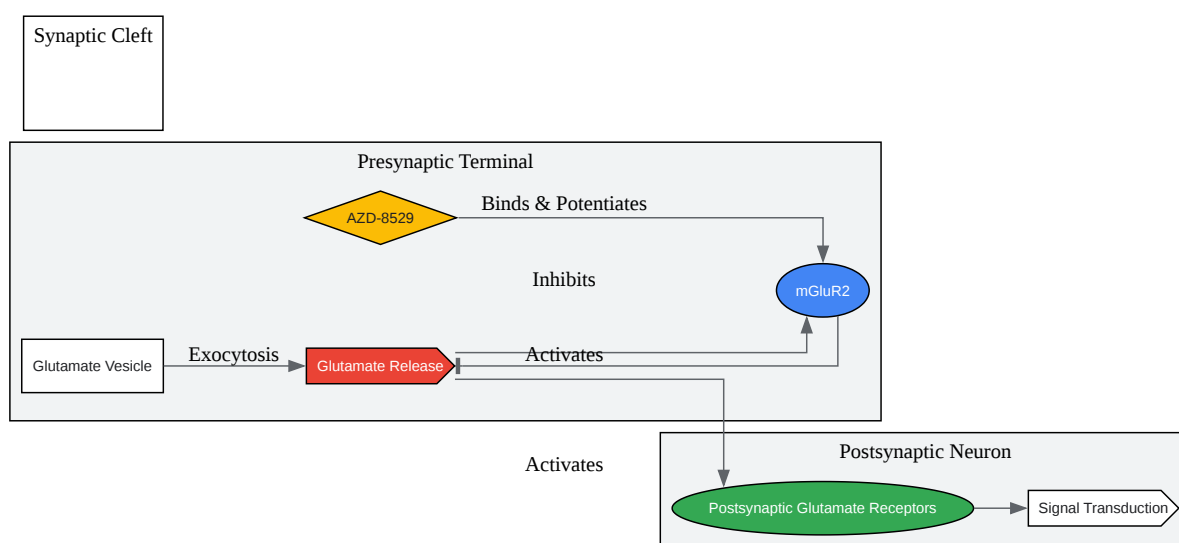 Synaptic Cleft
Presynaptic Terminal
AZD-8529
Binds & Potentiates
Inhibits
mGluR2
Glutamate Vesicle
Exocytosis
Glutamate Release
Activates
Activates
Postsynaptic Neuron
Postsynaptic Glutamate Receptors
Signal Transduction